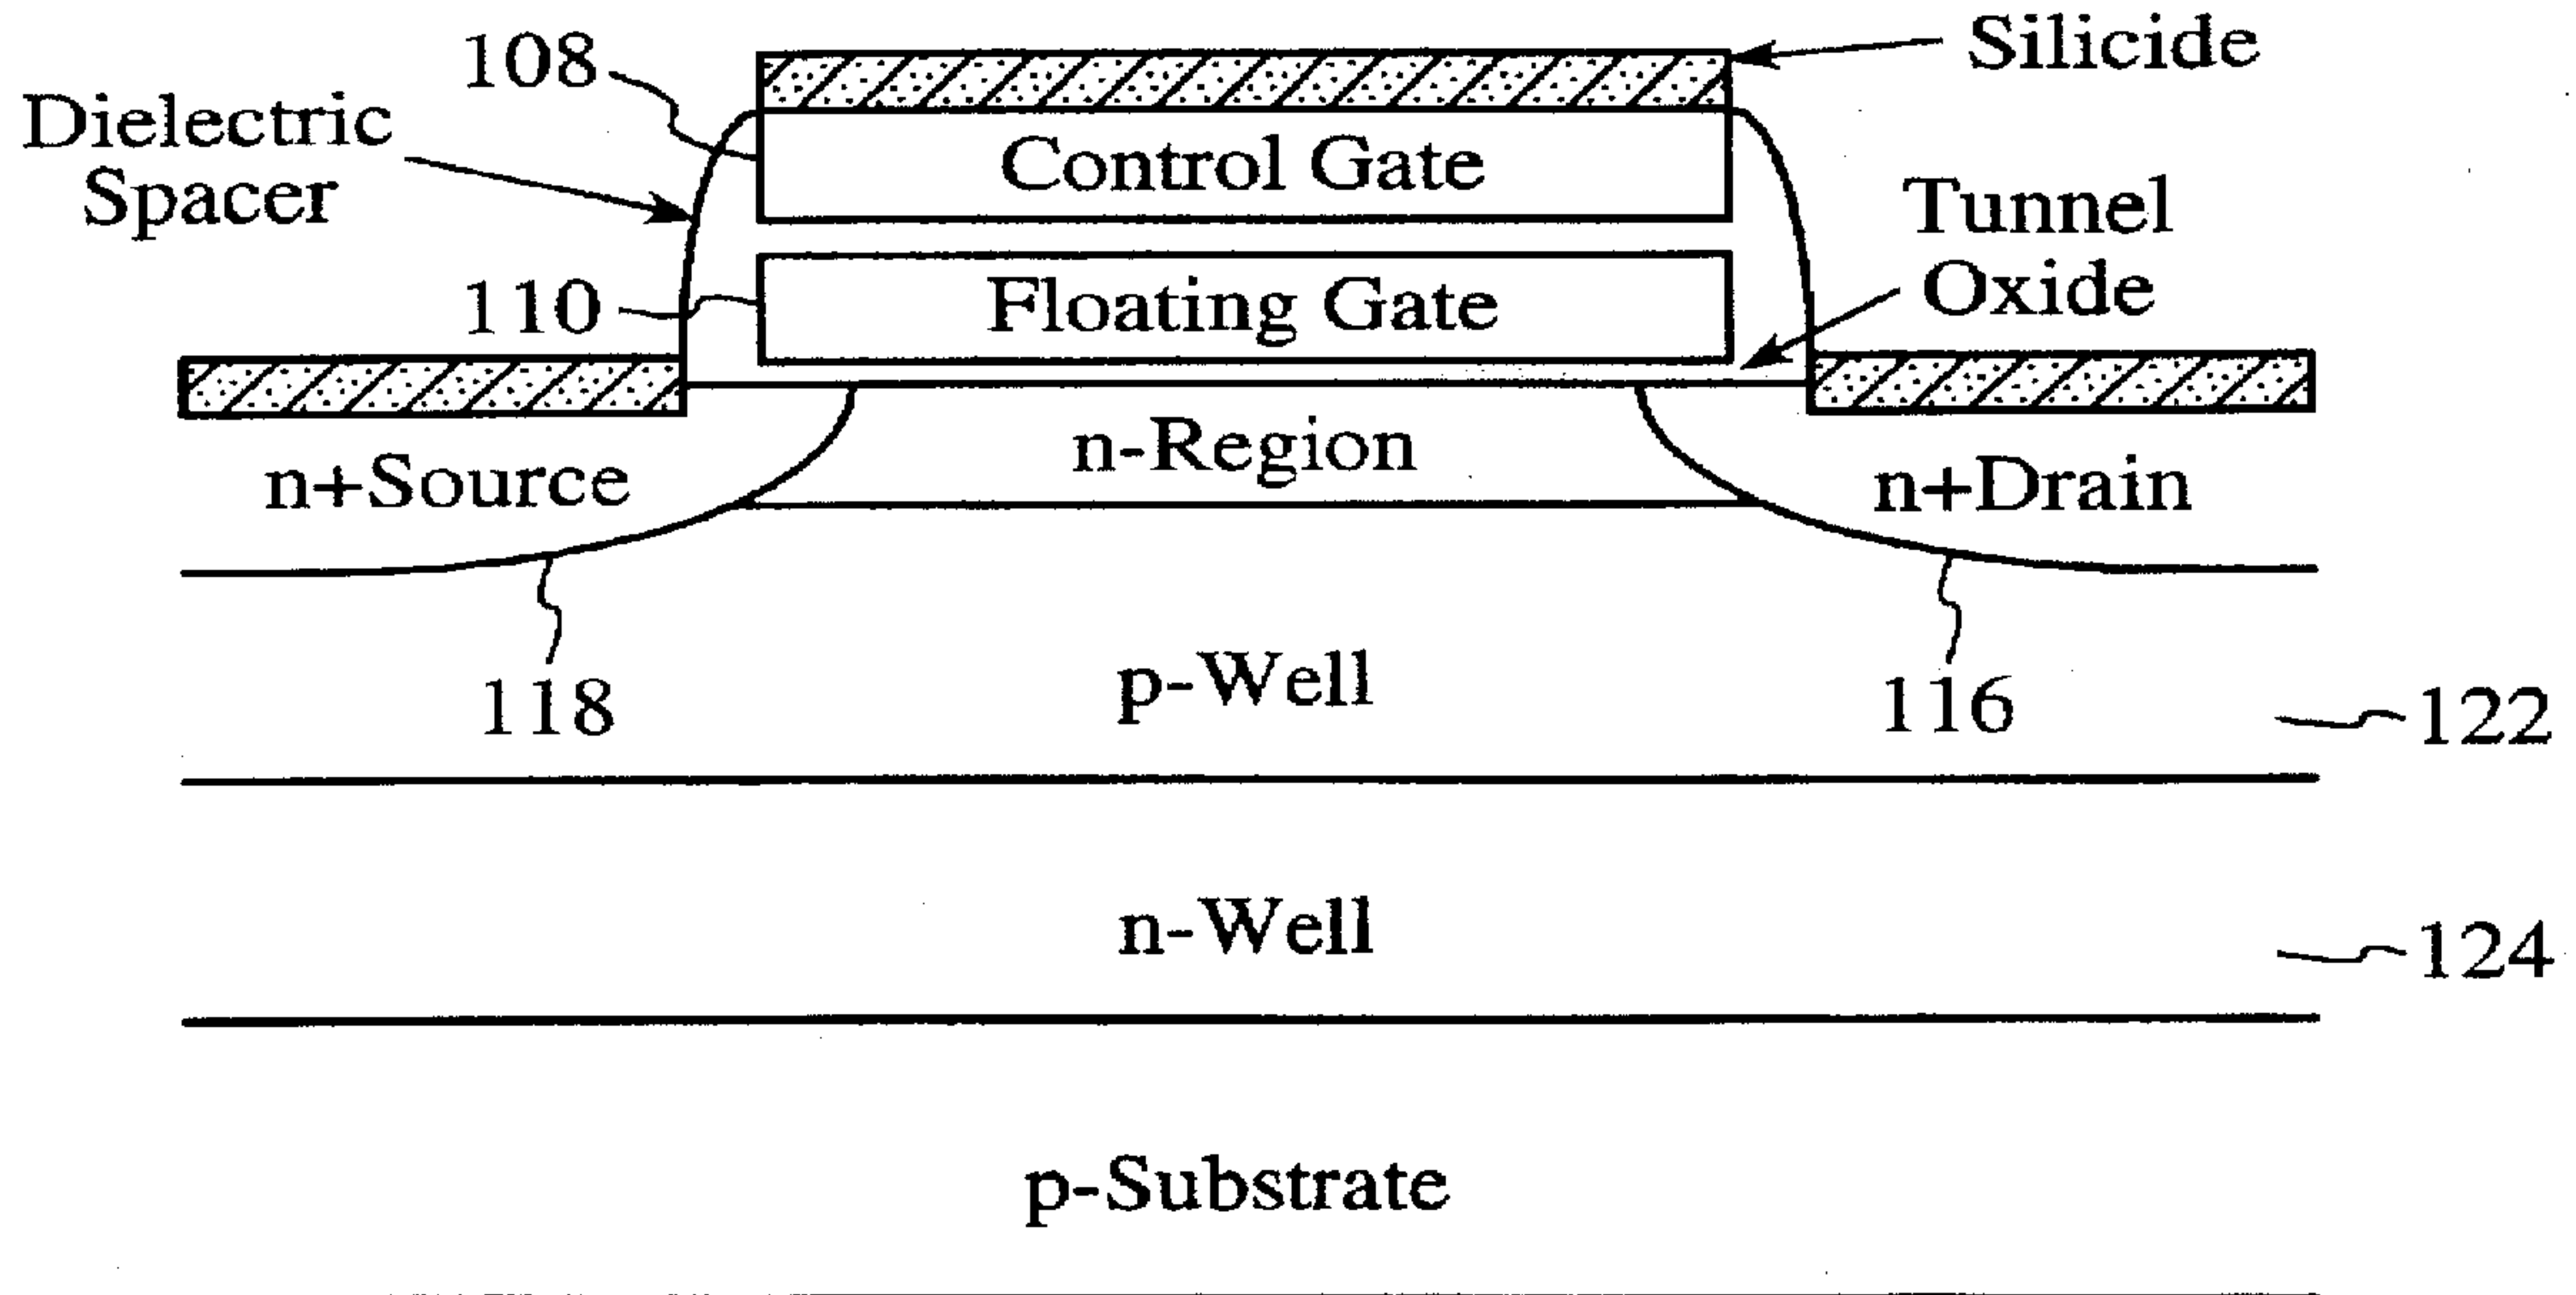 108
Silicide
Dielectric
Spacer
Control Gate
Tunnel
Oxide
110
Floating Gate
n-Region
n+Source
n+Drain
118
p-Well
116
122
n-Well
124
p-Substrate